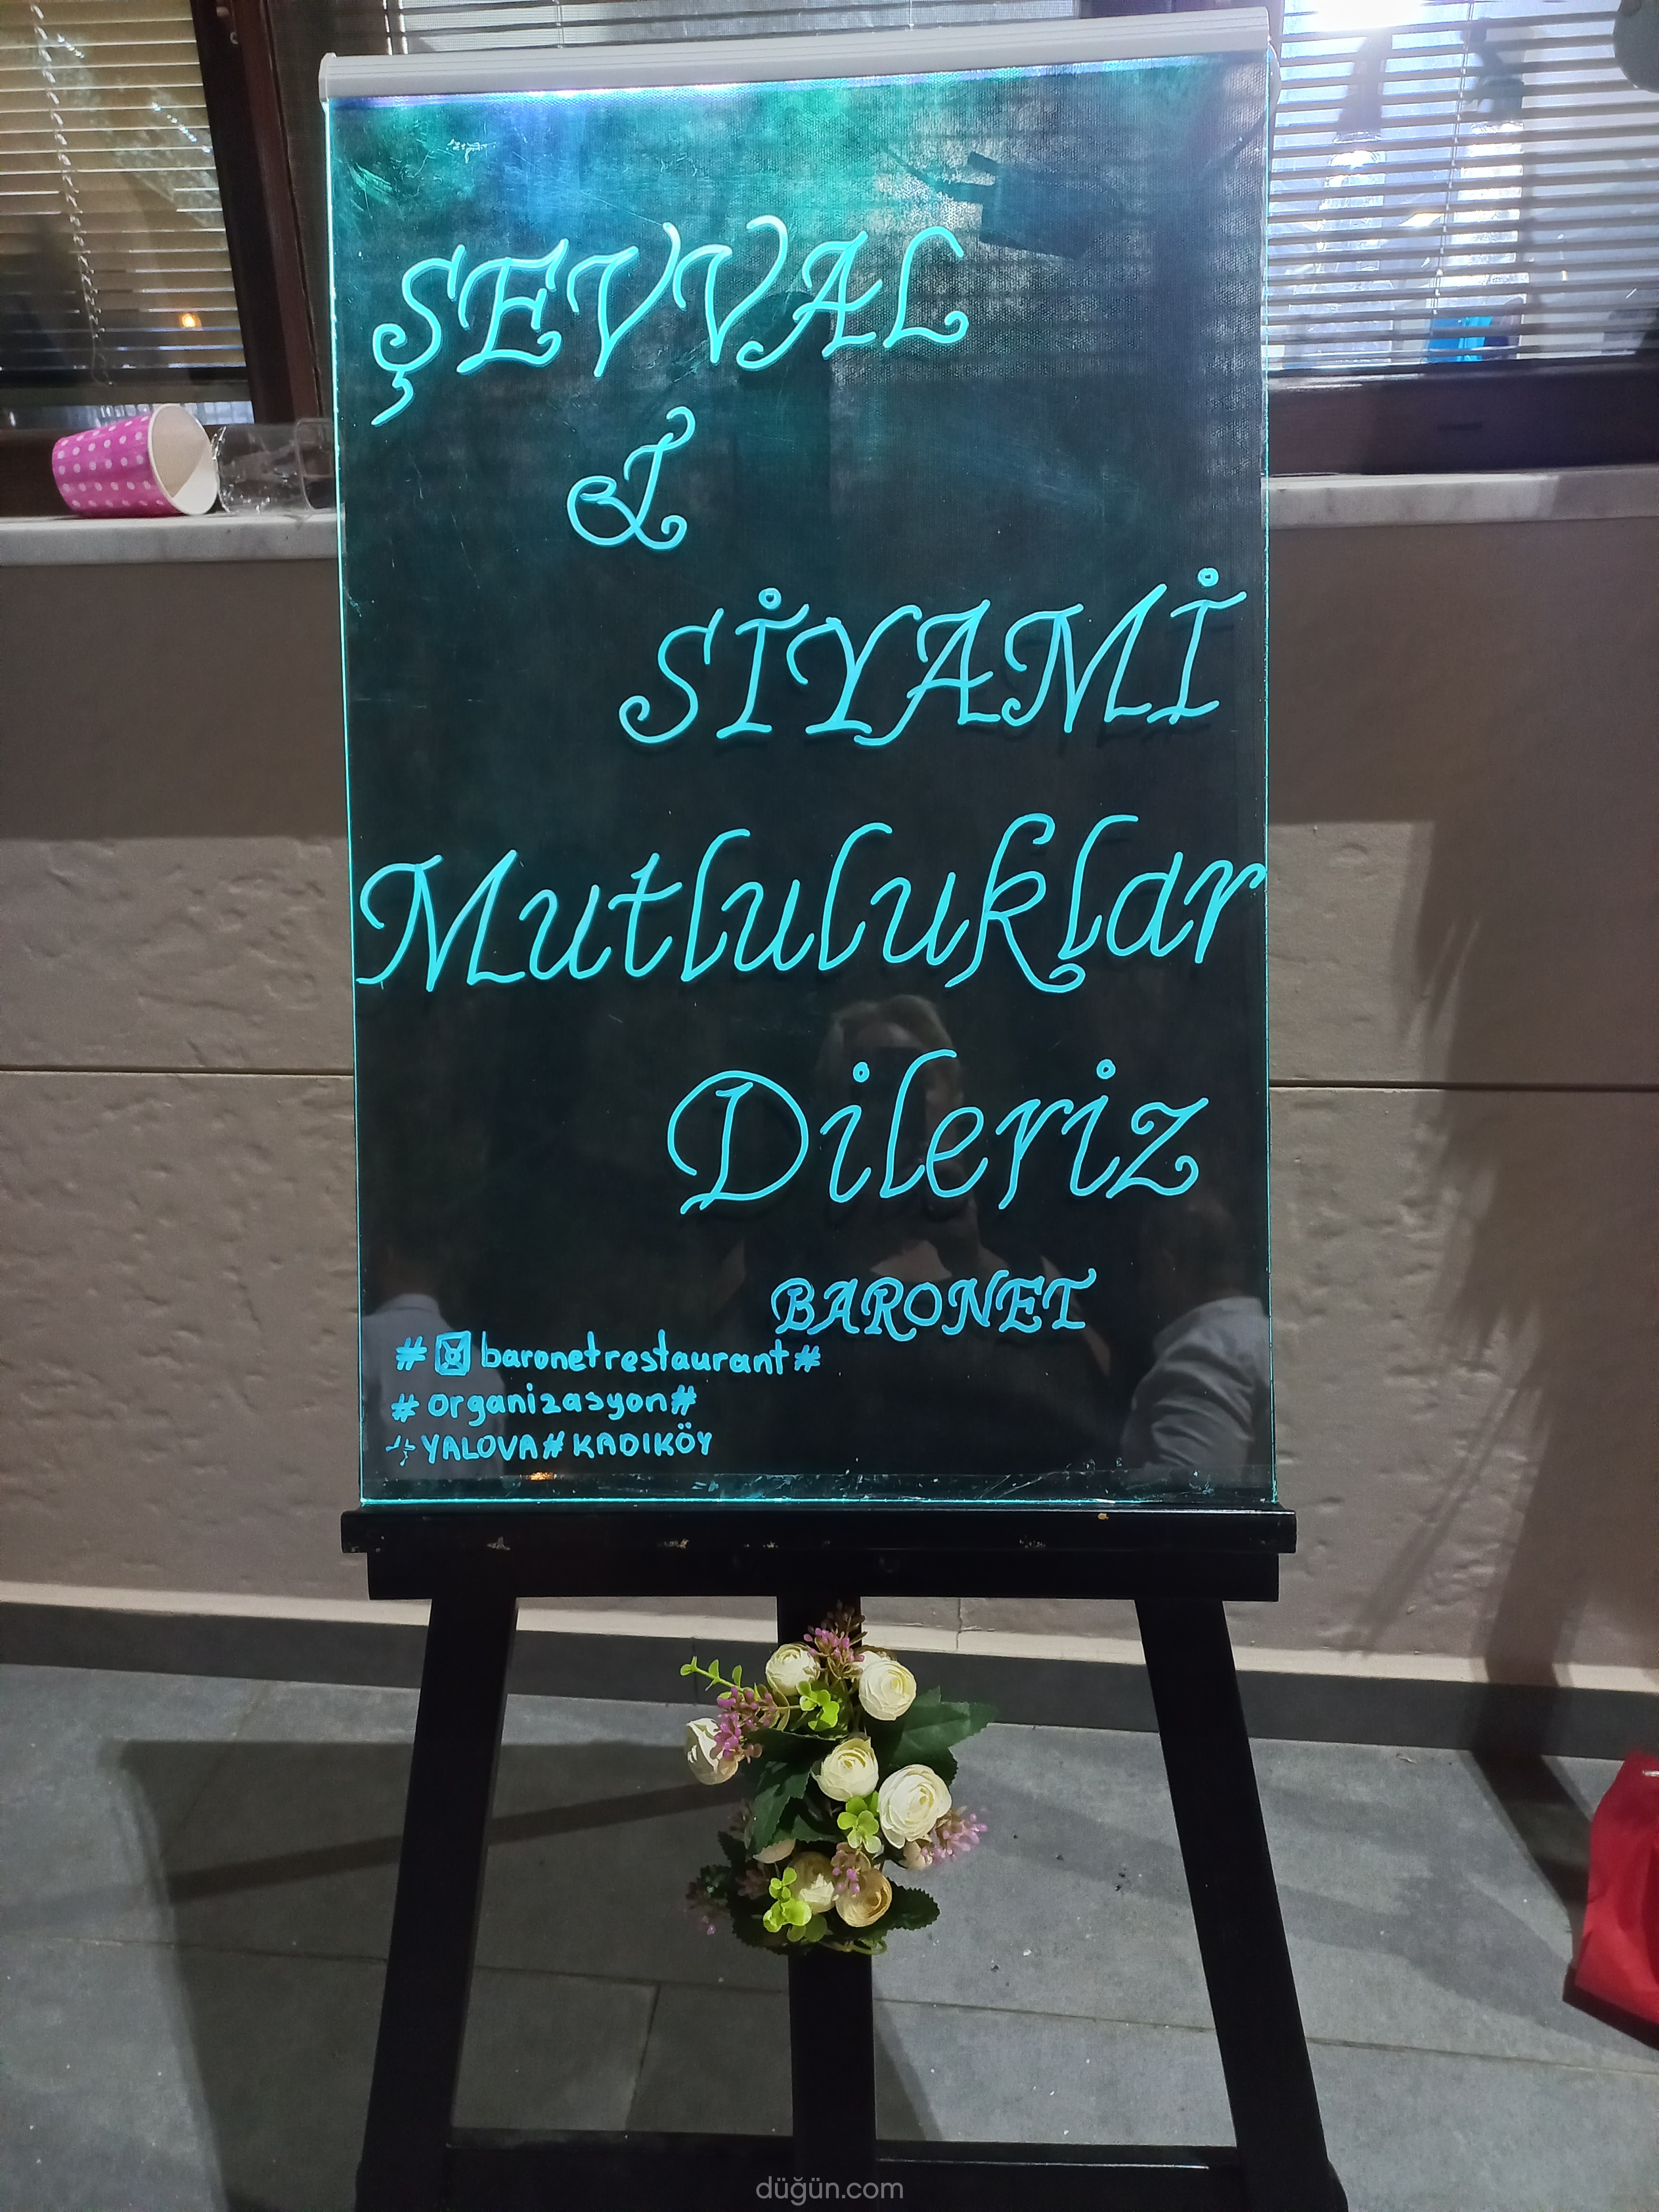 ŞEVVAL
&
SİYAMİ
Mutluluklar
Dileriz
BARONET
# baronetrestaurant#
# organizasyon#
YALOVA # KADIKÖY
düğün.com